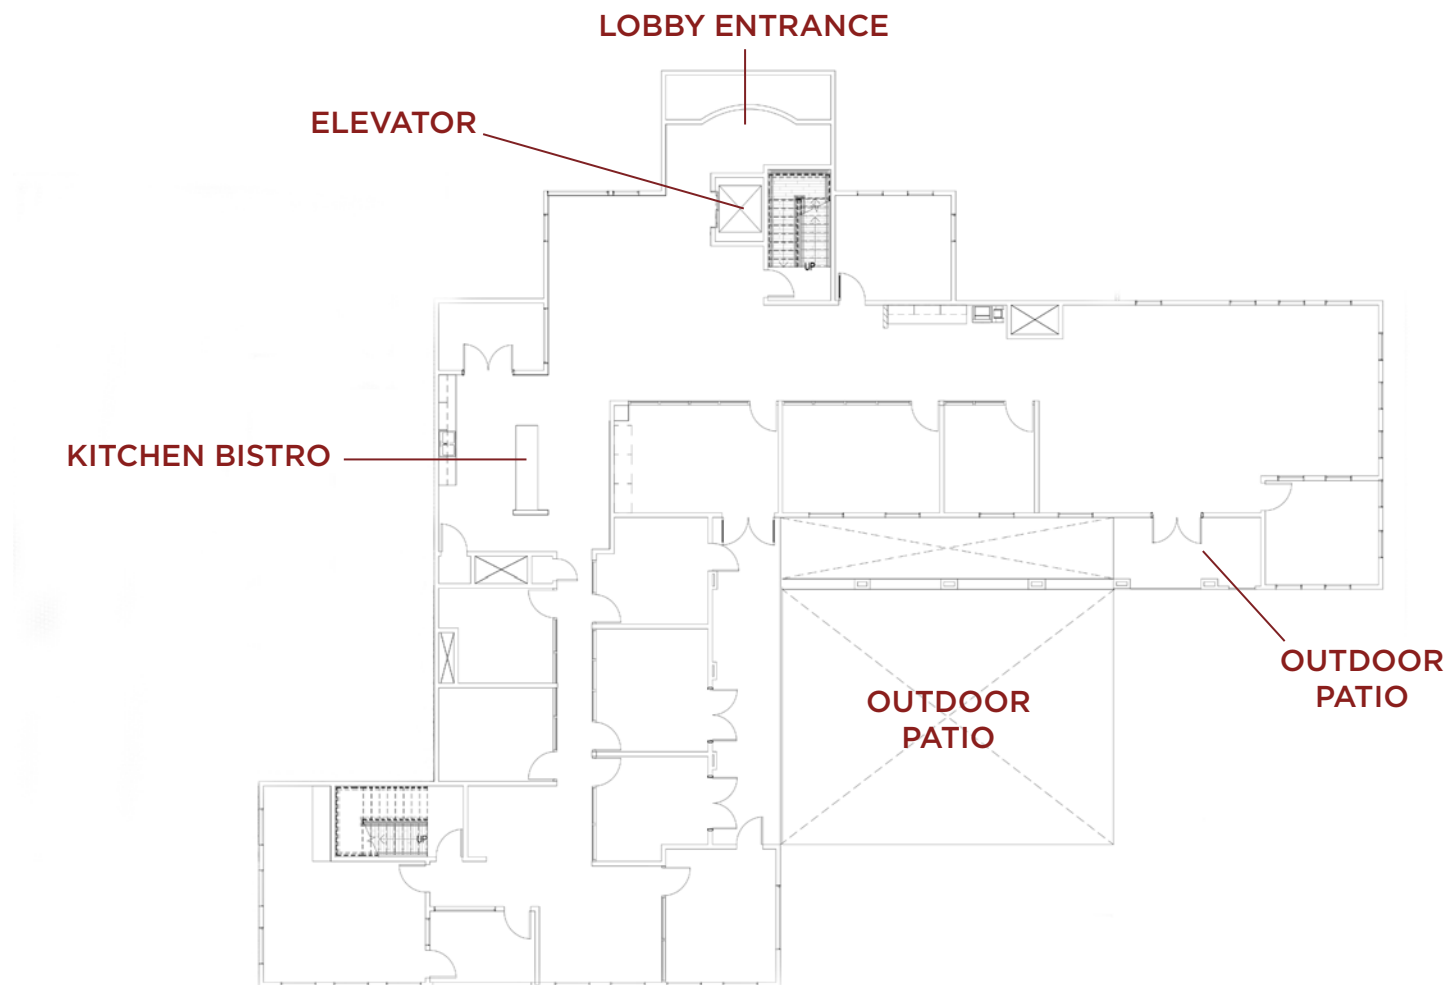 LOBBY ENTRANCE
ELEVATOR
UP
KITCHEN BISTRO
OUTDOOR
PATIO
OUTDOOR
PATIO
UP